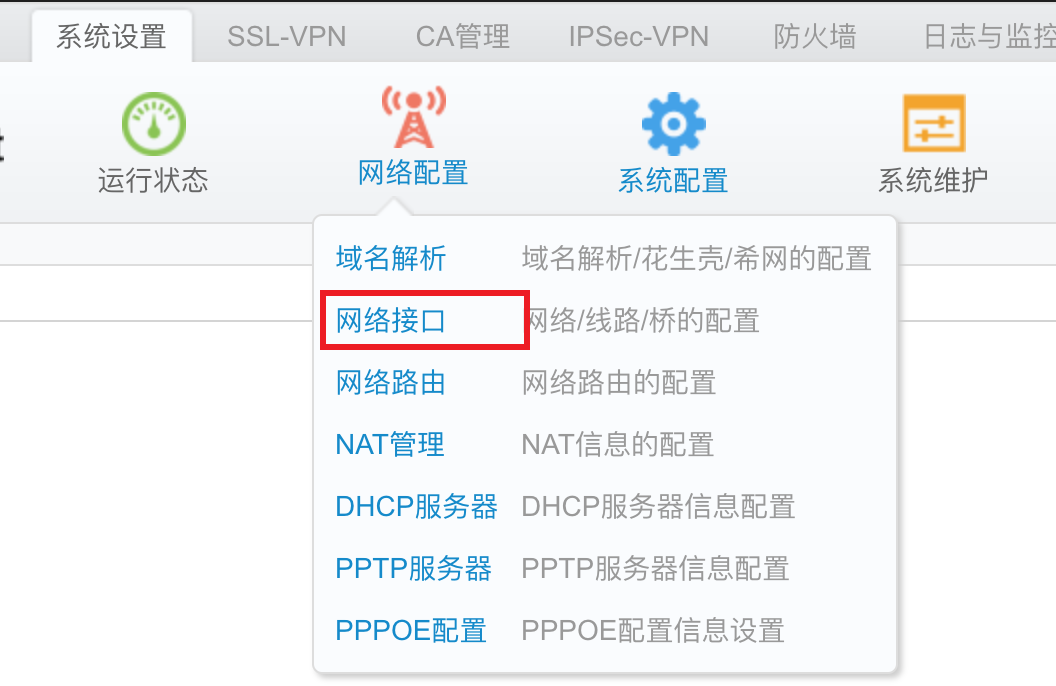 系统设置 SSL-VPN CA管理 IPSec-VPN 防火墙 日志与监控
运行状态 网络配置 系统配置 系统维护
域名解析 域名解析/花生壳/希网的配置
网络接口 网络/线路/桥的配置
网络路由 网络路由的配置
NAT管理 NAT信息的配置
DHCP服务器 DHCP服务器信息配置
PPTP服务器 PPTP服务器信息配置
PPPOE配置 PPPOE配置信息设置